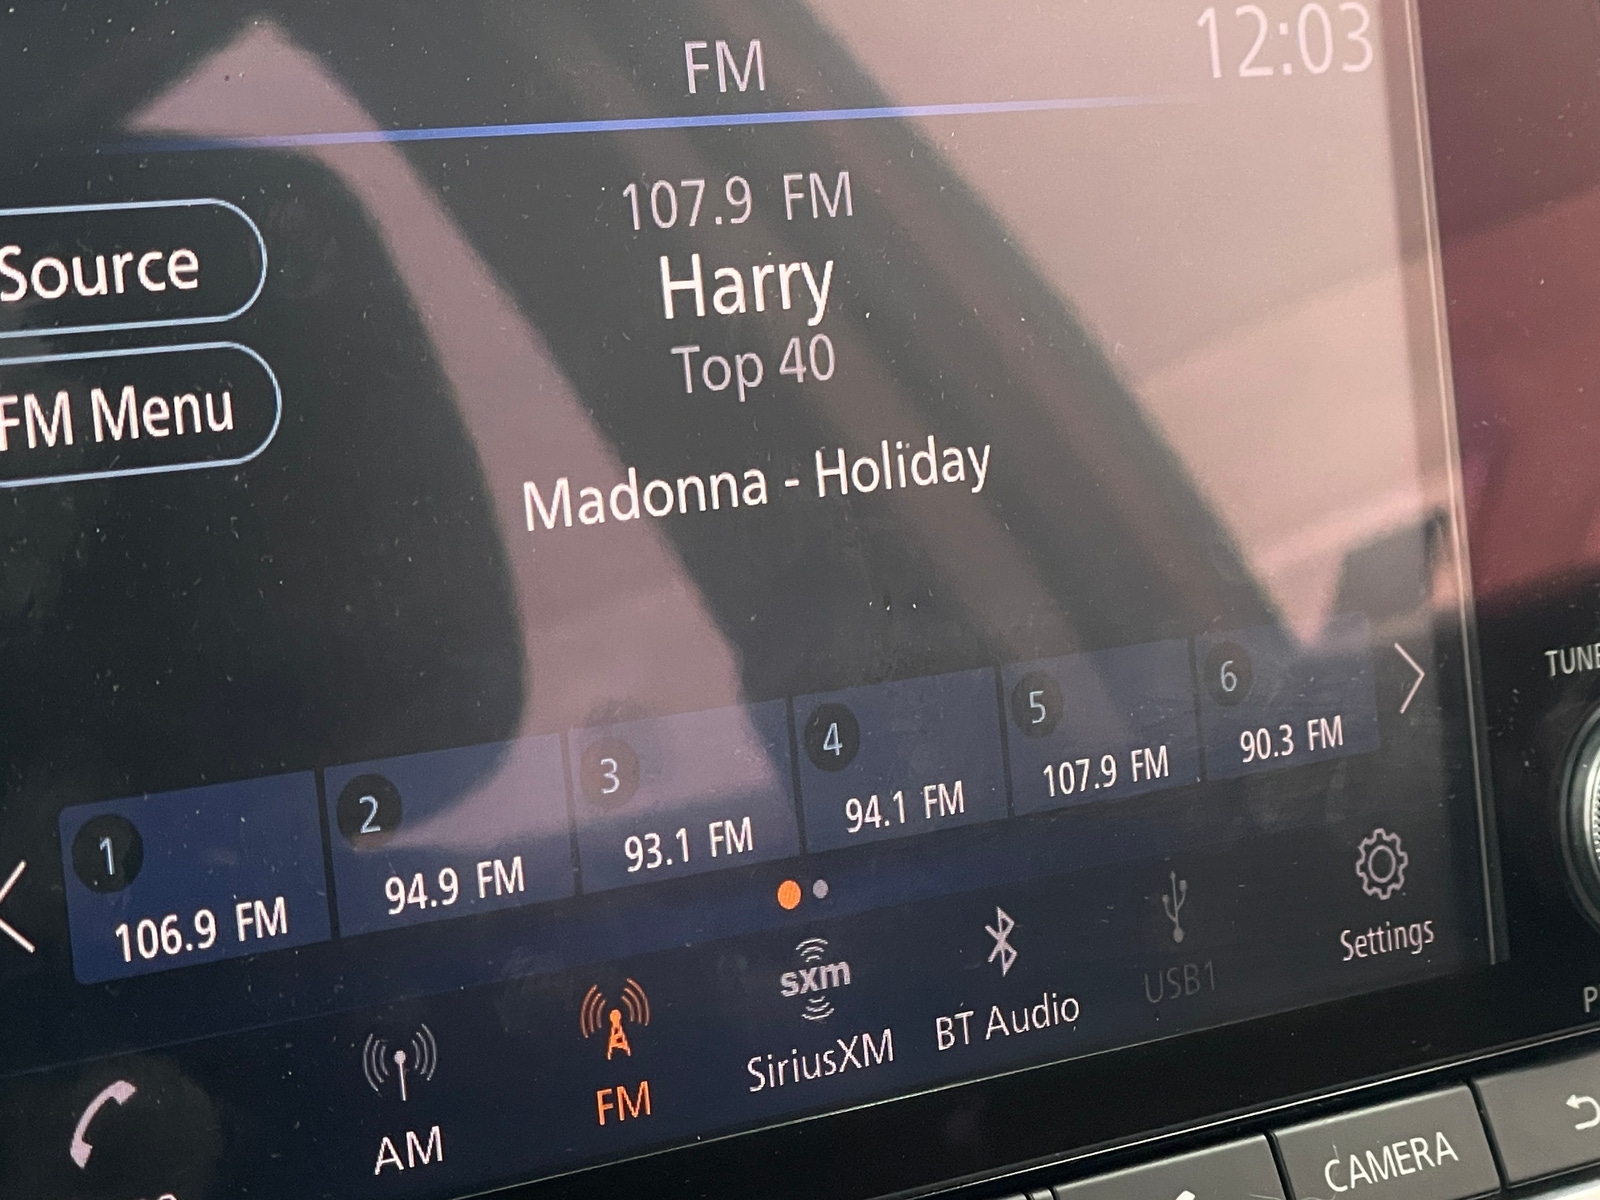 FM
12:03
107.9 FM
Harry
Top 40
Madonna - Holiday
Source
FM Menu
1
106.9 FM
2
94.9 FM
3
93.1 FM
4
94.1 FM
5
107.9 FM
6
90.3 FM
AM
FM
sxm
SiriusXM
BT Audio
USB1
Settings
TUNE
CAMERA